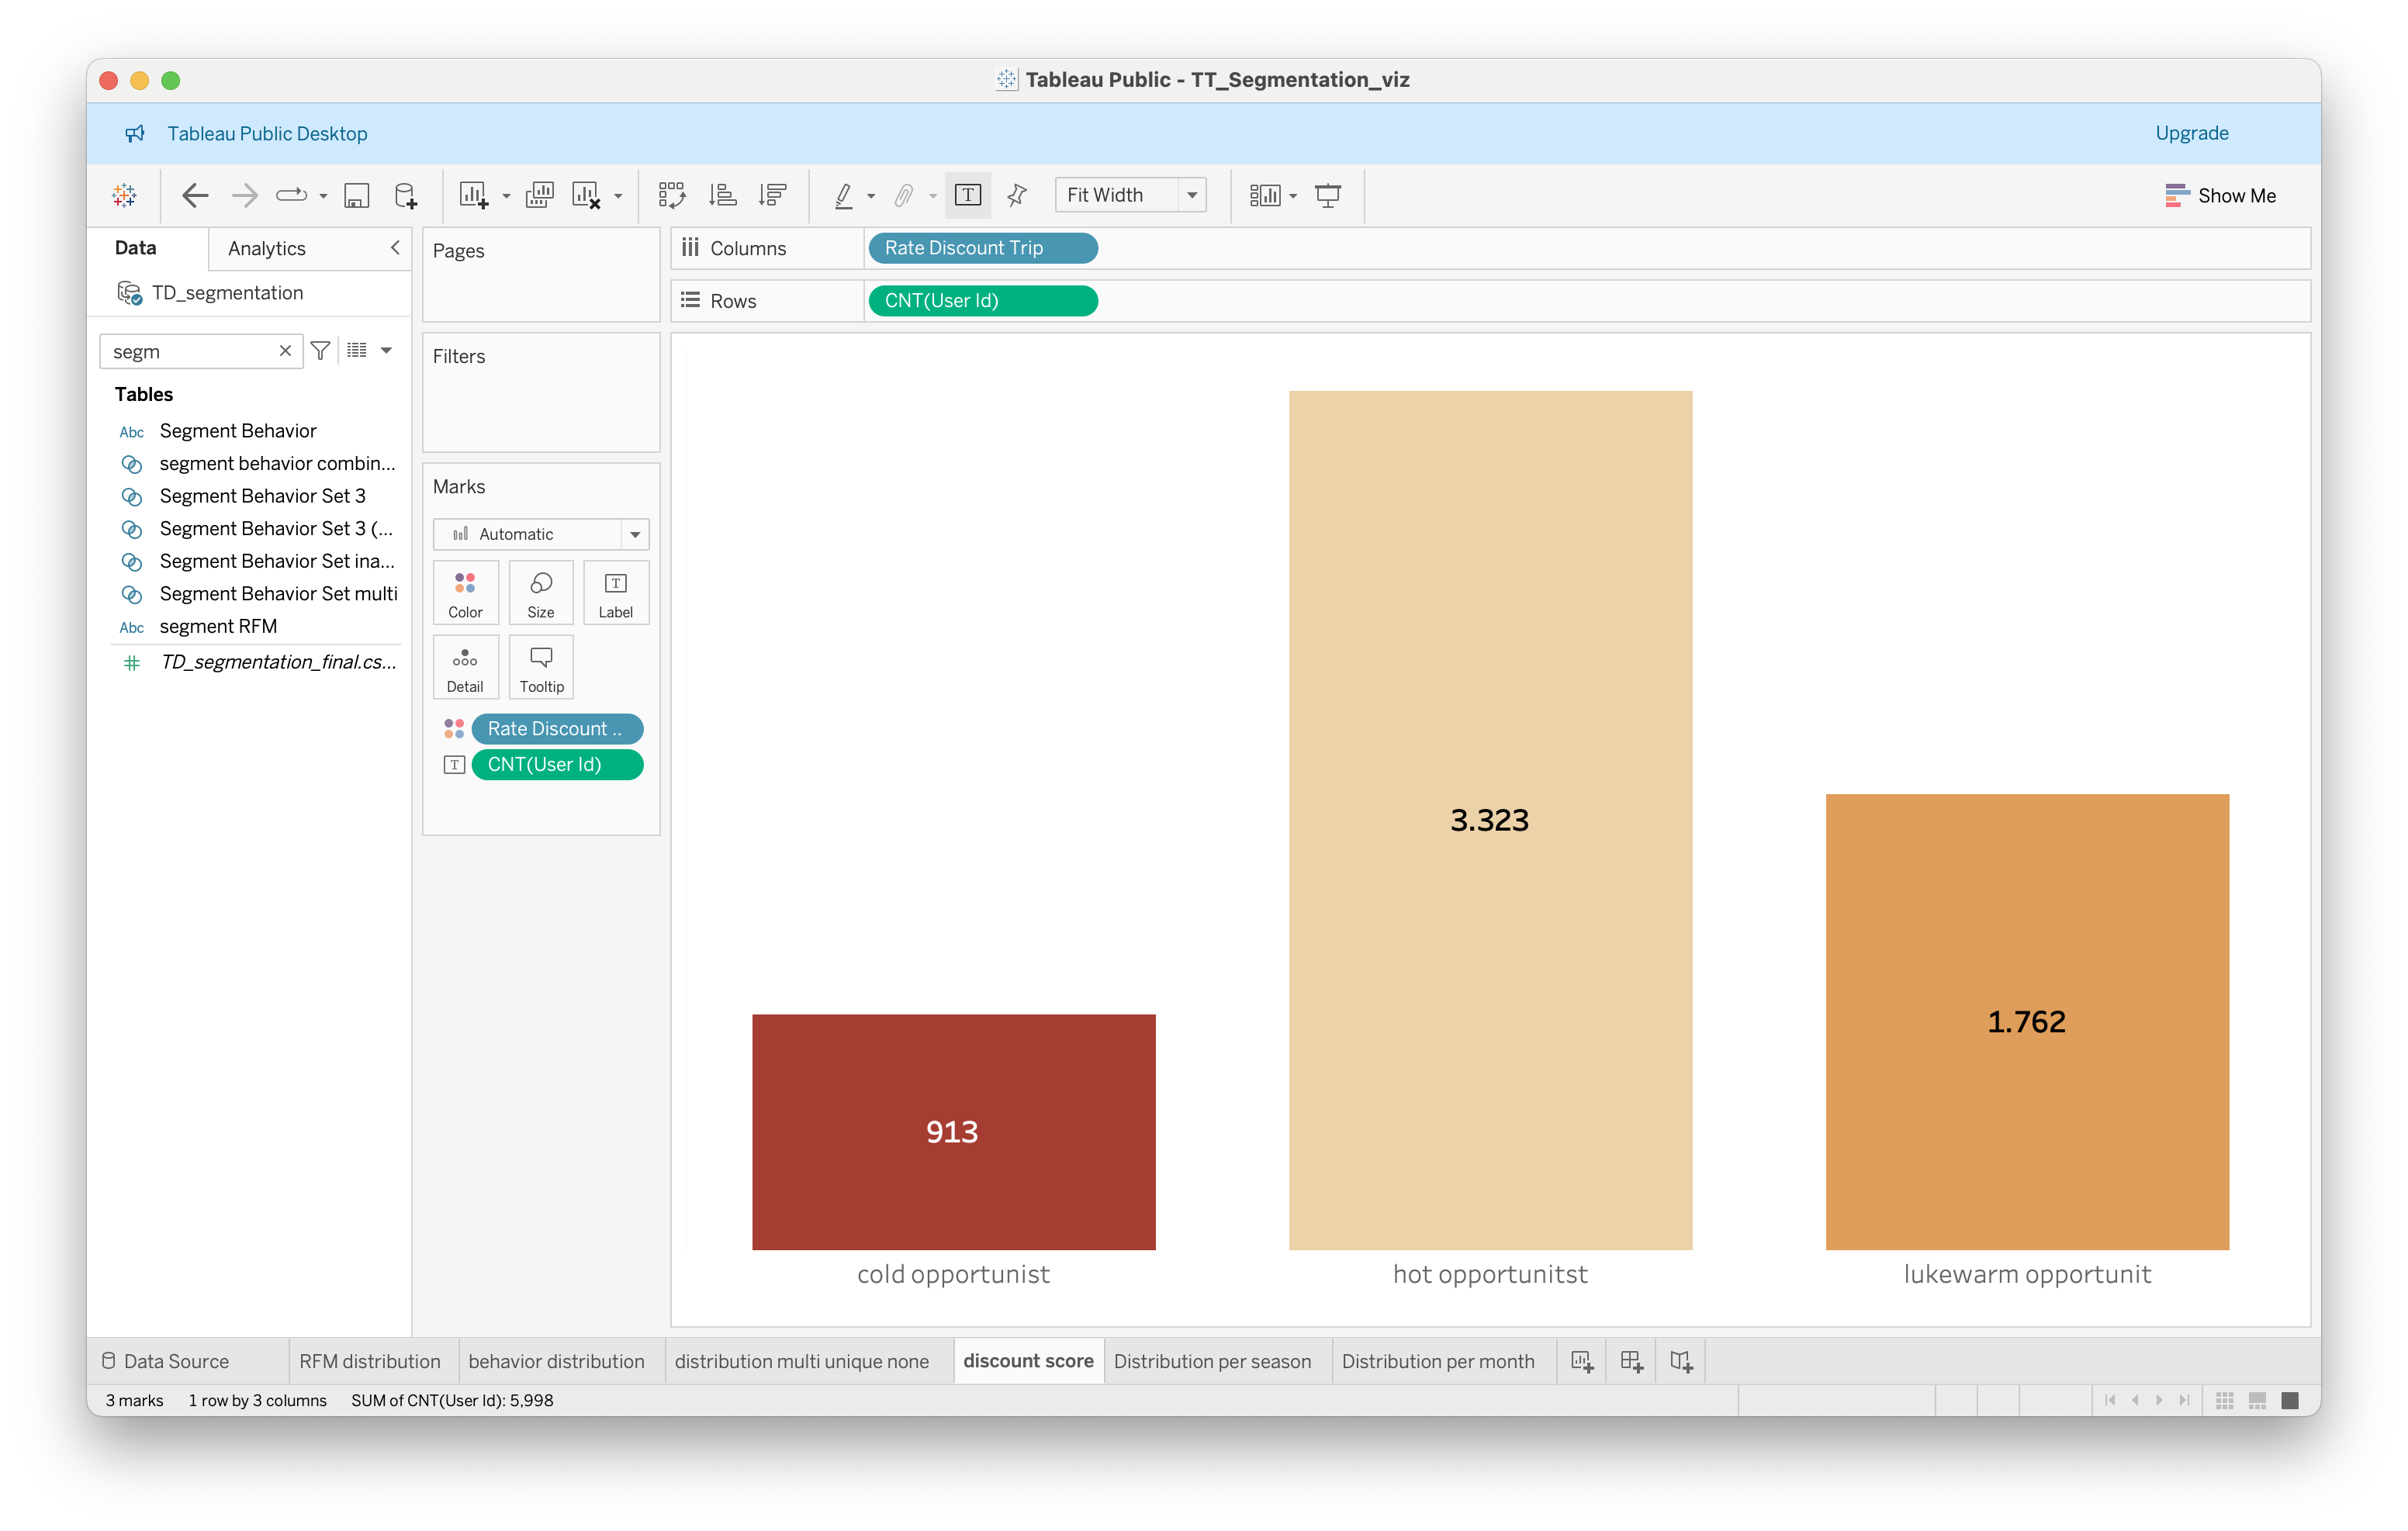 Tableau Public - TT_Segmentation_viz
Tableau Public Desktop
Upgrade
T
Fit Width
Show Me
Data
Analytics
TD_segmentation
segm
Tables
Abc Segment Behavior
segment behavior combin...
Segment Behavior Set 3
Segment Behavior Set 3 (...
Segment Behavior Set ina...
Segment Behavior Set multi
Abc segment RFM
TD_segmentation_final.cs...
Pages
Filters
Marks
Automatic
Color
Size
T
Label
Detail
Tooltip
Rate Discount ..
T CNT(User Id)
Columns
Rate Discount Trip
Rows
CNT(User Id)
3.323
1.762
913
cold opportunist
hot opportunitst
lukewarm opportunit
Data Source
RFM distribution
behavior distribution
distribution multi unique none
discount score
Distribution per season
Distribution per month
3 marks
1 row by 3 columns
SUM of CNT(User Id): 5,998